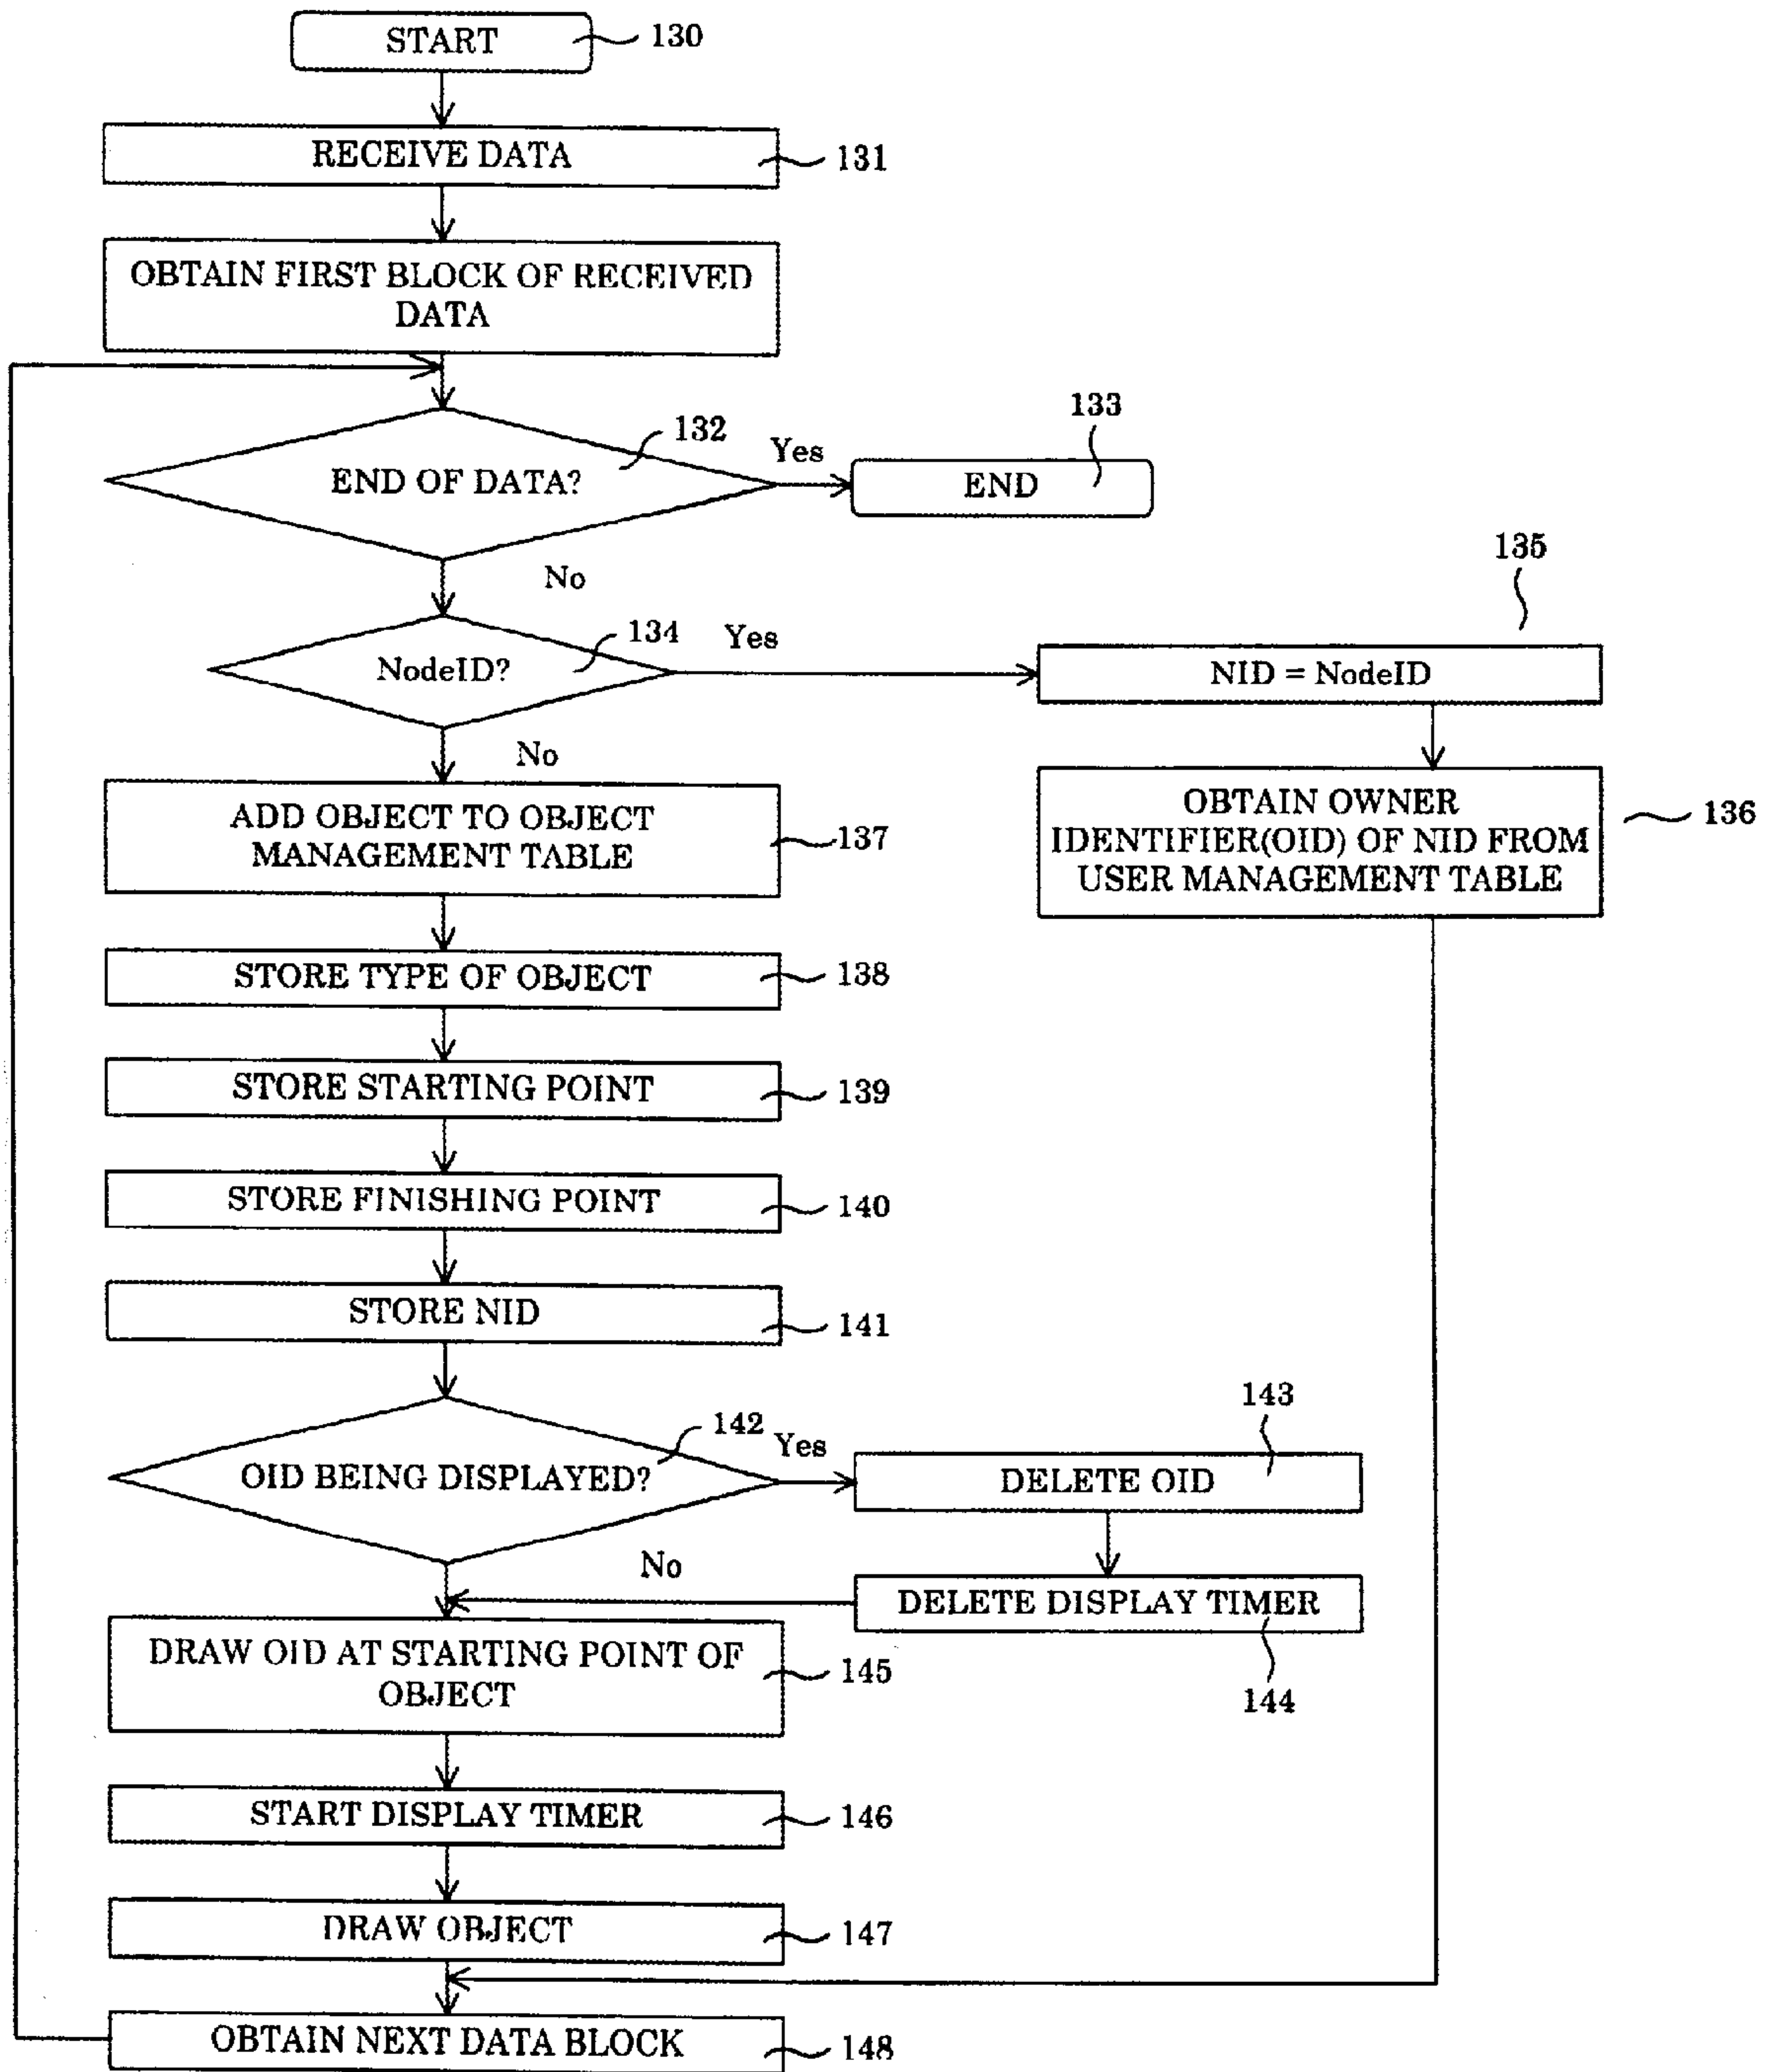 START
130
RECEIVE DATA
131
OBTAIN FIRST BLOCK OF RECEIVED
DATA
END OF DATA?
132
Yes
END
133
No
NodeID?
134
Yes
135
NID = NodeID
No
ADD OBJECT TO OBJECT
MANAGEMENT TABLE
137
OBTAIN OWNER
IDENTIFIER(OID) OF NID FROM
USER MANAGEMENT TABLE
136
STORE TYPE OF OBJECT
138
STORE STARTING POINT
139
STORE FINISHING POINT
140
STORE NID
141
OID BEING DISPLAYED?
142
Yes
DELETE OID
143
No
DELETE DISPLAY TIMER
144
DRAW OID AT STARTING POINT OF
OBJECT
145
START DISPLAY TIMER
146
DRAW OBJECT
147
OBTAIN NEXT DATA BLOCK
148